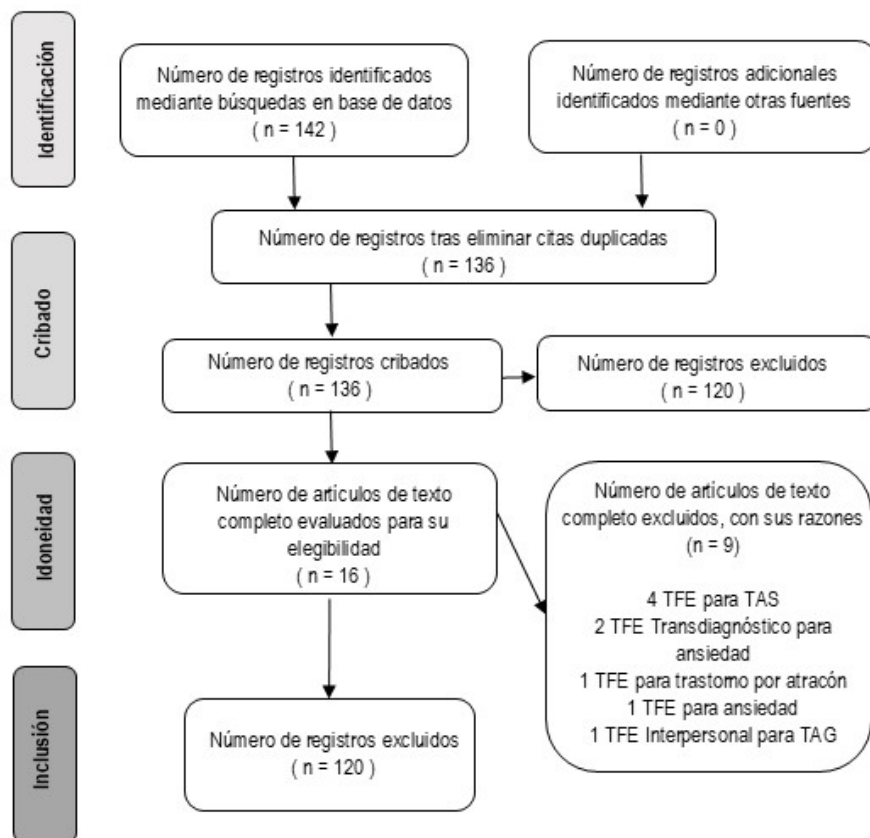 Identificación
Número de registros identificados
mediante búsquedas en base de datos
( n = 142 )
Número de registros adicionales
identificados mediante otras fuentes
( n = 0 )
Número de registros tras eliminar citas duplicadas
( n = 136 )
Cribado
Número de registros cribados
( n = 136 )
Número de registros excluidos
( n = 120 )
Idoneidad
Número de artículos de texto
completo evaluados para su
elegibilidad
( n = 16 )
Número de artículos de texto
completo excluidos, con sus razones
(n = 9)
4 TFE para TAS
2 TFE Transdiagnóstico para
ansiedad
1 TFE para trastorno por atracón
1 TFE para ansiedad
1 TFE Interpersonal para TAG
Inclusión
Número de registros excluidos
( n = 120 )